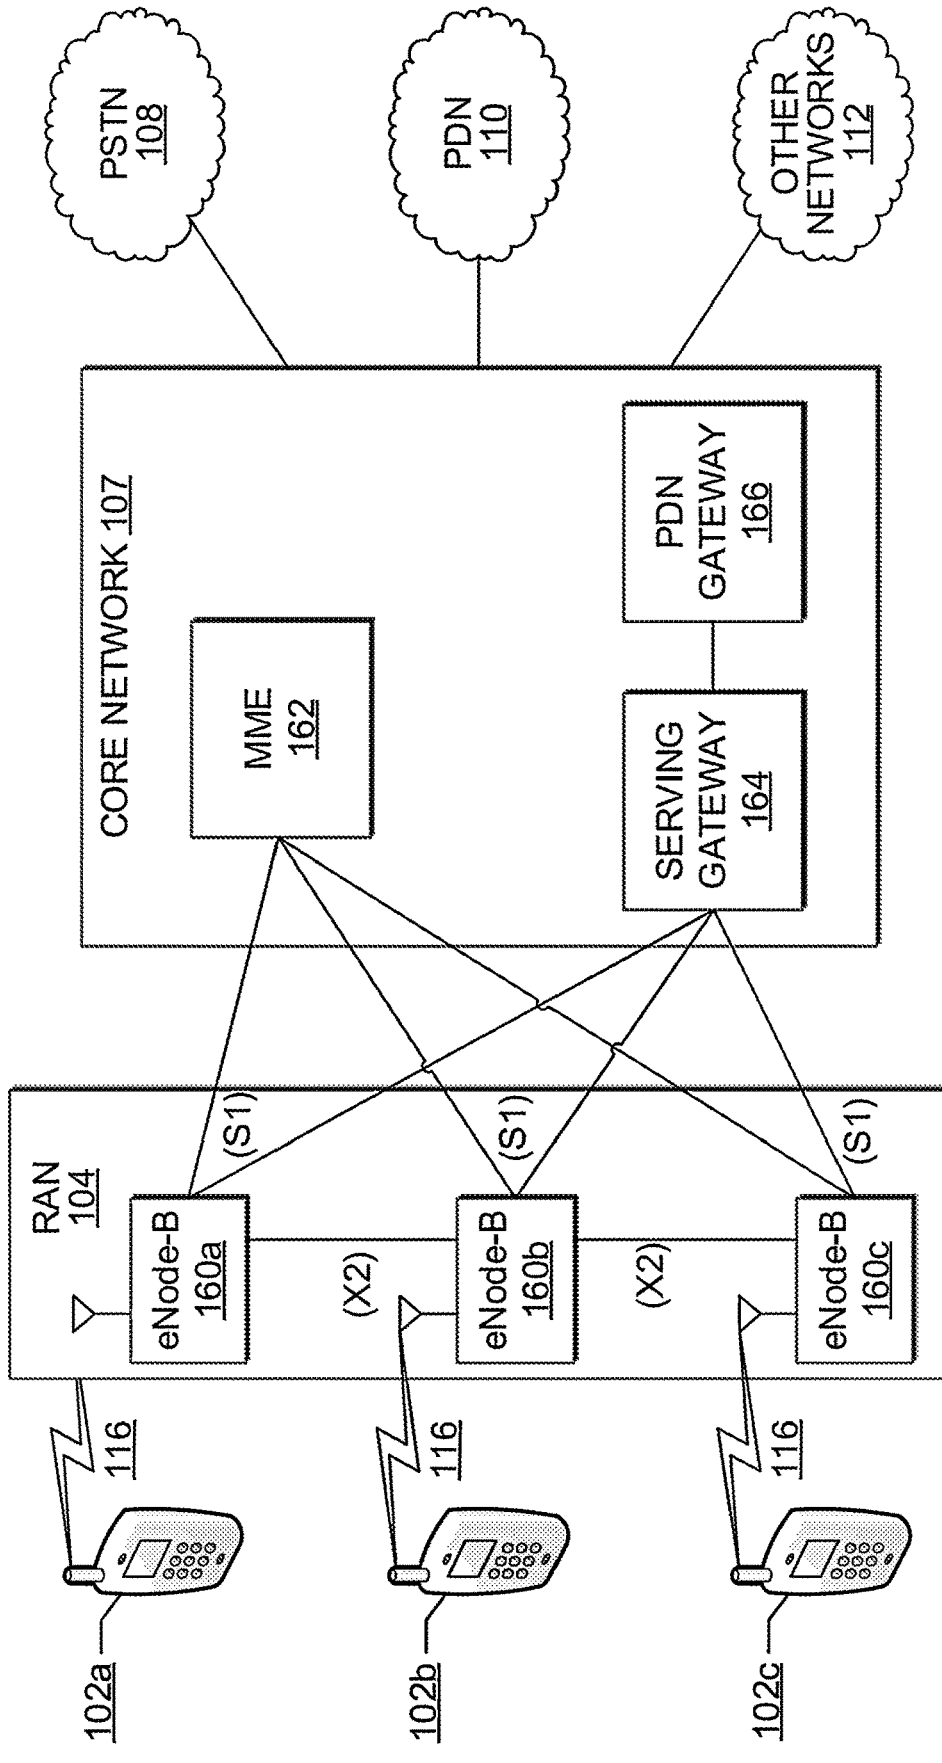 102a
116
RAN
104
eNode-B
160a
(S1)
(X2)
CORE NETWORK 107
MME
162
PSTN
108
102b
116
eNode-B
160b
(S1)
(X2)
PDN
110
102c
116
eNode-B
160c
(S1)
SERVING
GATEWAY
164
PDN
GATEWAY
166
OTHER
NETWORKS
112